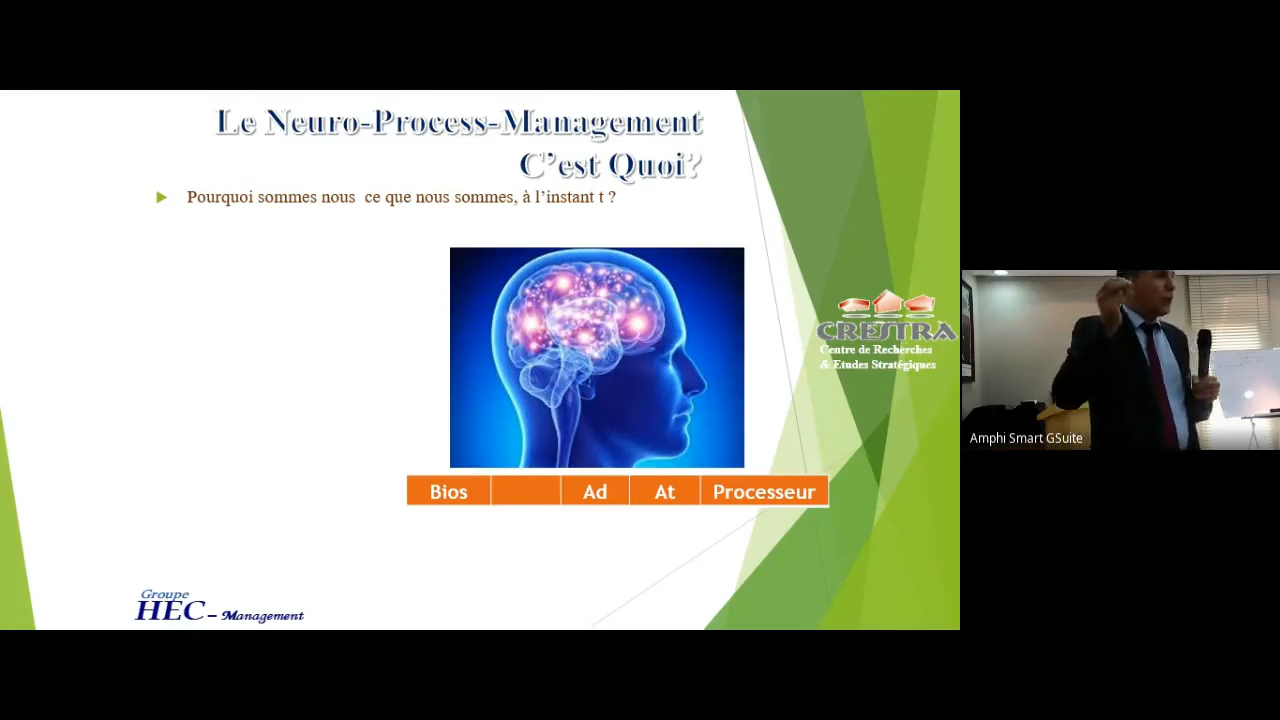 Le Neuro-Process-Management
C'est Quoi?
Pourquoi sommes nous ce que nous sommes, à l'instant t ?
CRESTRA
Centre de Recherches
& Etudes Stratégiques
Bios Ad At Processeur
Groupe
HEC - Management
Amphi Smart GSuite